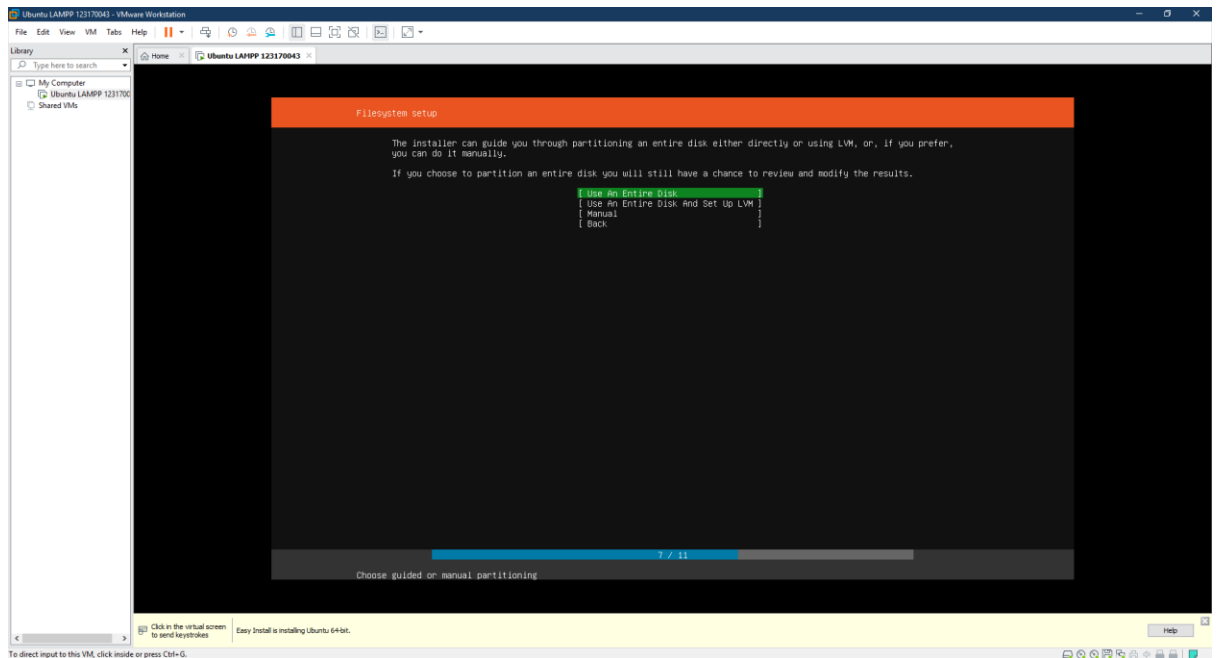 Ubuntu LAMPP 123170043 - VMware Workstation
File Edit View VM Tabs Help
Library
Home
Ubuntu LAMPP 123170043
Type here to search
My Computer
Ubuntu LAMPP 1231700
Shared VMs
Filesystem setup
The installer can guide you through partitioning an entire disk either directly or using LVM, or, if you prefer,
you can do it manually.
If you choose to partition an entire disk you will still have a chance to review and modify the results.
[ Use An Entire Disk ]
[ Use An Entire Disk And Set Up LVM ]
[ Manual ]
[ Back ]
7 / 11
Choose guided or manual partitioning
Click in the virtual screen
to send keystrokes
Easy Install is installing Ubuntu 64-bit.
Help
To direct input to this VM, click inside or press Ctrl+G.